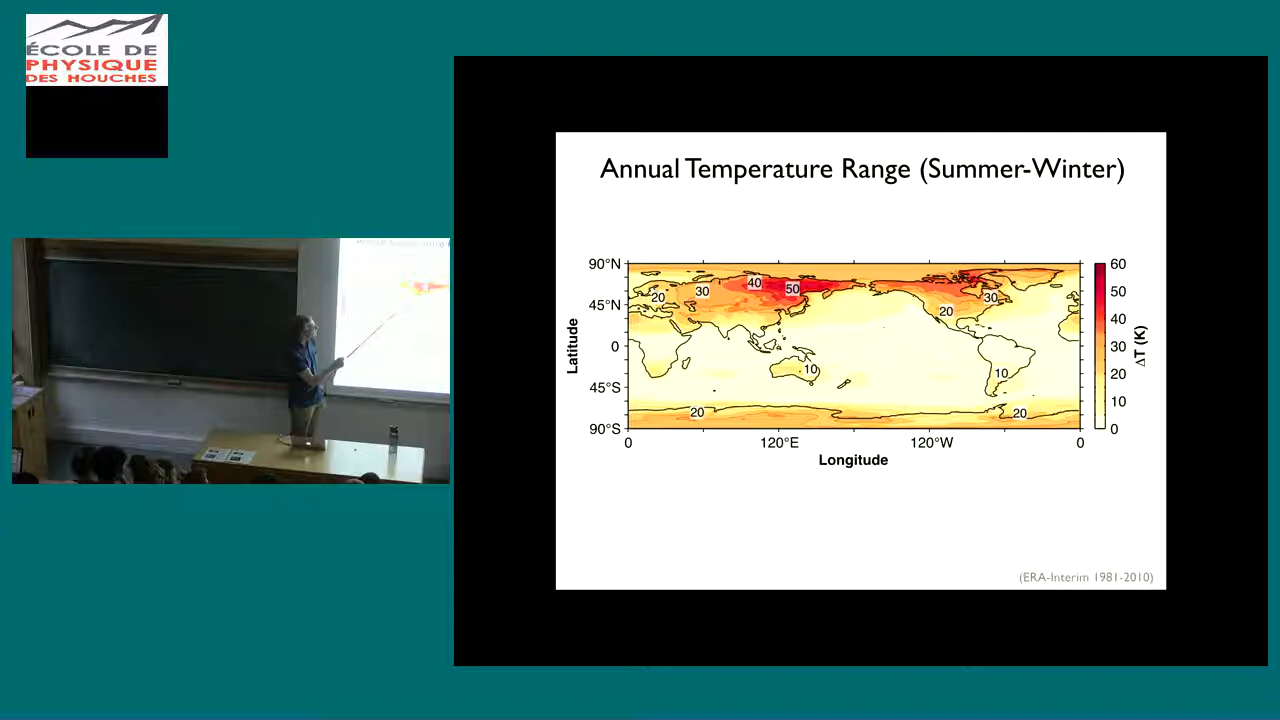 ÉCOLE DE
PHYSIQUE
DES HOUCHES
Annual Temperature Range (Summer-Winter)
90°N
45°N
0
45°S
90°S
Latitude
0
120°E
120°W
0
Longitude
20
30
40
50
20
30
10
10
20
20
60
50
40
30
20
10
0
ΔT (K)
(ERA-Interim 1981-2010)